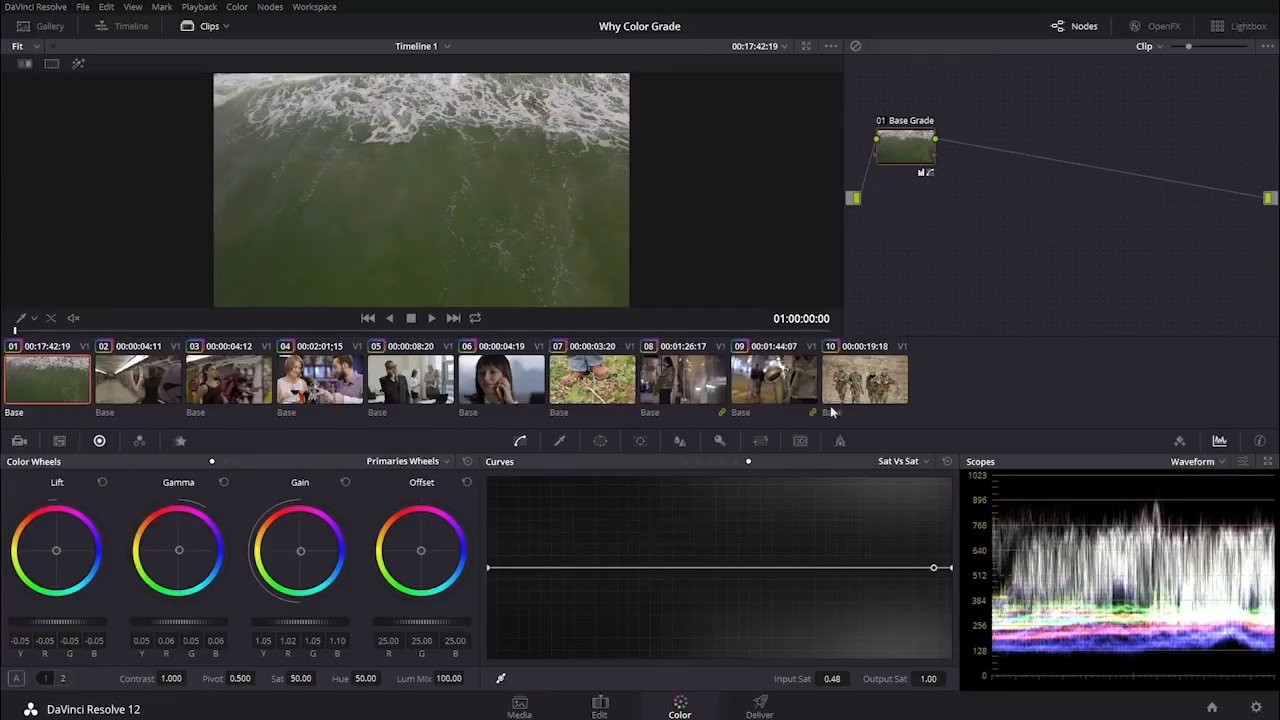 DaVinci Resolve File Edit View Mark Playback Color Nodes Workspace
Gallery Timeline Clips Why Color Grade Nodes OpenFX Lightbox
Fit Timeline 1 00:17:42:19 Clip
01 Base Grade
01:00:00:00
01 00:17:42:19 V1 02 00:00:04:11 V1 03 00:00:04:12 V1 04 00:02:01;15 V1 05 00:00:08:20 V1 06 00:00:04:19 V1 07 00:00:03:20 V1 08 00:01:26:17 V1 09 00:01:44:07 V1 10 00:00:19:18 V1
Base Base Base Base Base Base Base Base Base
Color Wheels Primaries Wheels Curves Sat Vs Sat Scopes Waveform
Lift Gamma Gain Offset
1023
896
768
640
512
384
256
128
0
-0.05 -0.05 -0.05 -0.05 0.05 0.06 0.05 0.06 1.05 1.02 1.05 1.10 25.00 25.00 25.00
Y R G B Y R G B Y R G B R G B
A 1 2 Contrast 1.000 Pivot 0.500 Sat 50.00 Hue 50.00 Lum Mix 100.00 Input Sat 0.48 Output Sat 1.00
DaVinci Resolve 12 Media Edit Color Deliver